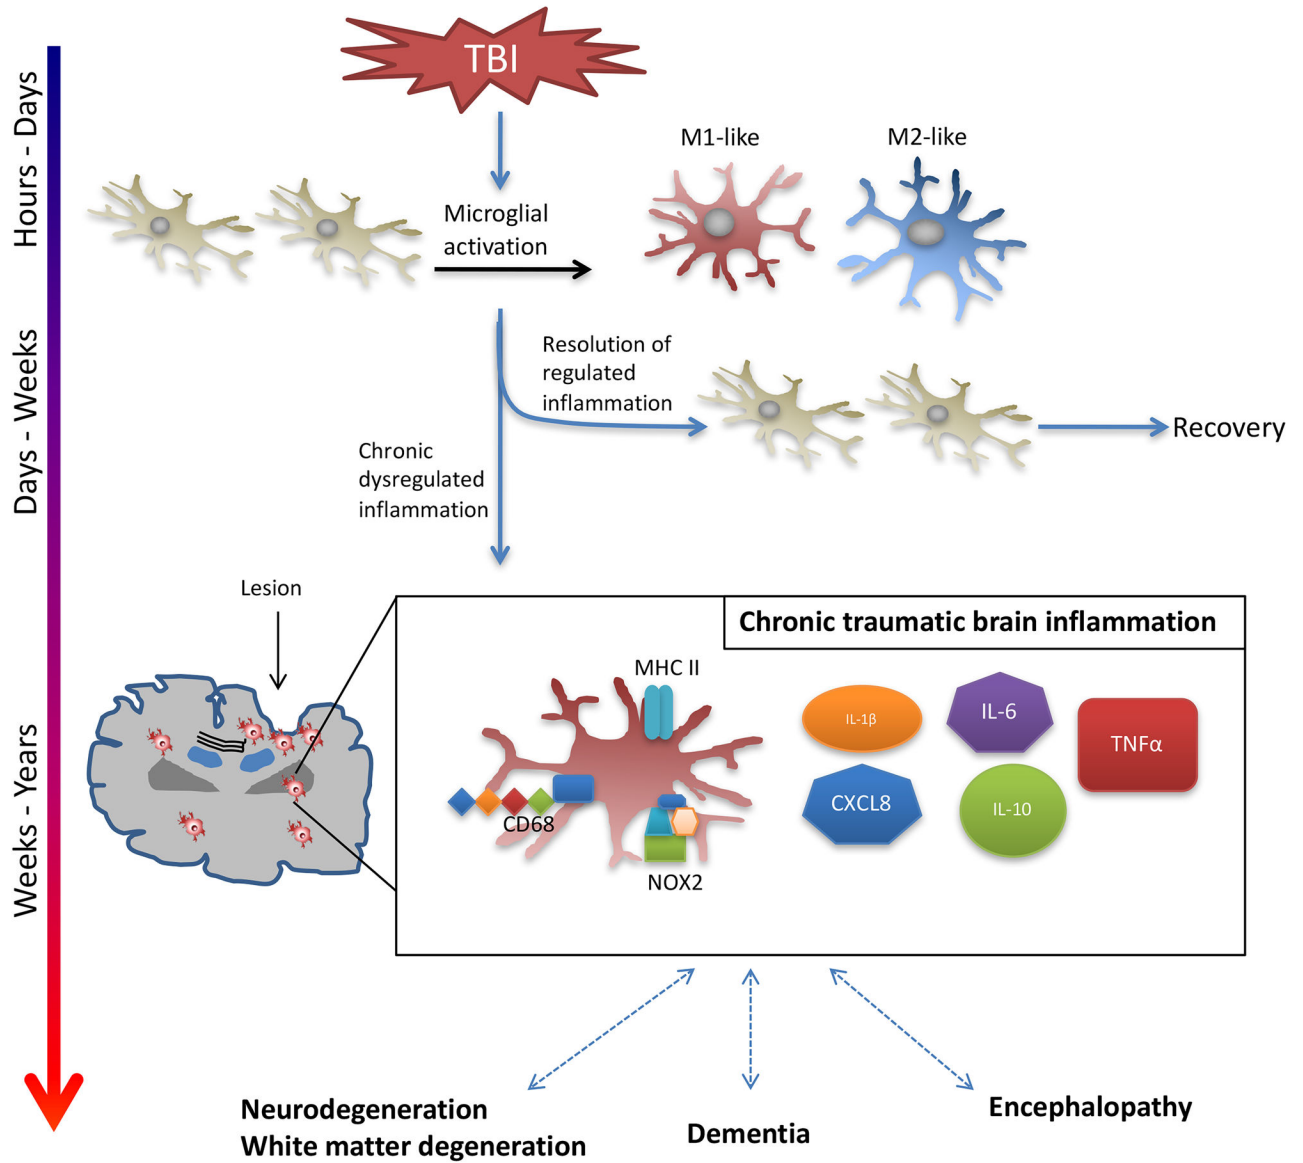 TBI
Hours - Days
M1-like
M2-like
Microglial
activation
Days - Weeks
Resolution of
regulated
inflammation
Recovery
Chronic
dysregulated
inflammation
Weeks - Years
Lesion
Chronic traumatic brain inflammation
MHC II
CD68
NOX2
IL-1β
IL-6
TNFα
CXCL8
IL-10
Neurodegeneration
White matter degeneration
Dementia
Encephalopathy